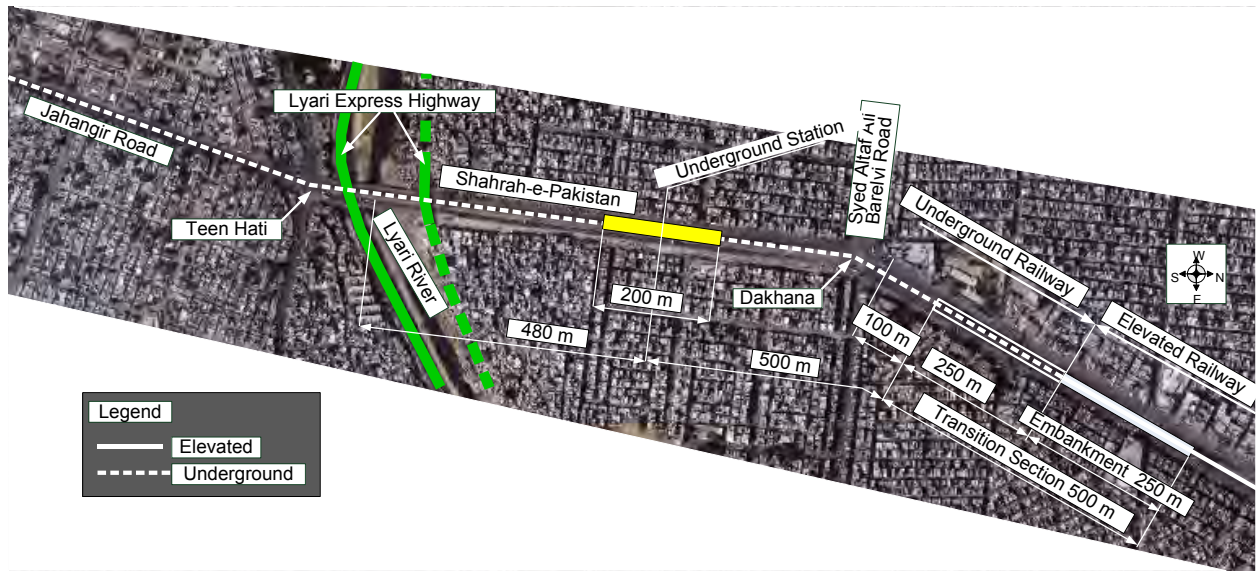 Lyari Express Highway
Jahangir Road
Underground Station
Syed Altaf Ali
Barelvi Road
Shahrah-e-Pakistan
Underground Railway
Teen Hati
Lyari River
W
S N
E
200 m
Dakhana
Elevated Railway
480 m
100 m
500 m
250 m
Embankment 250 m
Transition Section 500 m
Legend
Elevated
Underground